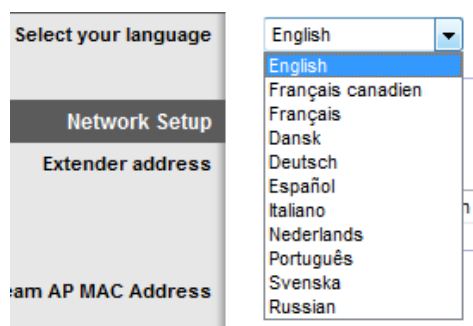 Select your language
English
English
Français canadien
Français
Dansk
Deutsch
Español
Italiano
Nederlands
Português
Svenska
Russian
Network Setup
Extender address
AP MAC Address